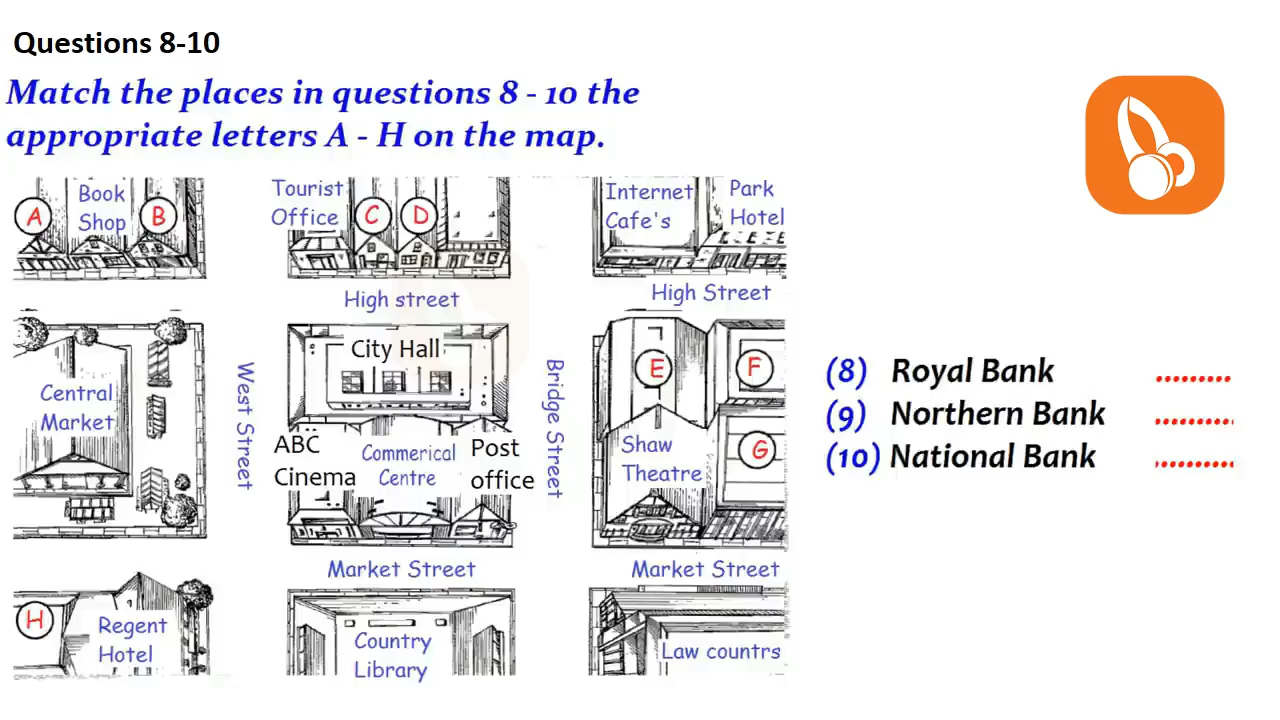 Questions 8-10
Match the places in questions 8 - 10 the
appropriate letters A - H on the map.
A
Book
Shop
B
Tourist
Office
C
D
Internet
Cafe's
Park
Hotel
High street
High Street
Central
Market
West Street
City Hall
ABC
Cinema
Commerical
Centre
Post
office
Bridge Street
E
F
Shaw
Theatre
G
Market Street
Market Street
H
Regent
Hotel
Country
Library
Law countrs
(8) Royal Bank .........
(9) Northern Bank ..........
(10) National Bank ..........